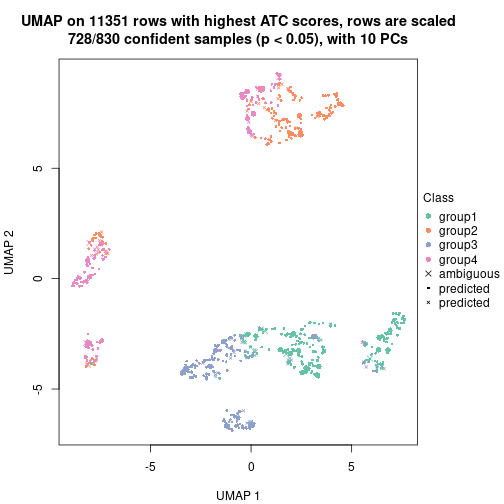 UMAP on 11351 rows with highest ATC scores, rows are scaled
728/830 confident samples (p < 0.05), with 10 PCs
Class
group1
group2
group3
group4
ambiguous
predicted
predicted
UMAP 2
5
0
-5
-5
0
5
UMAP 1